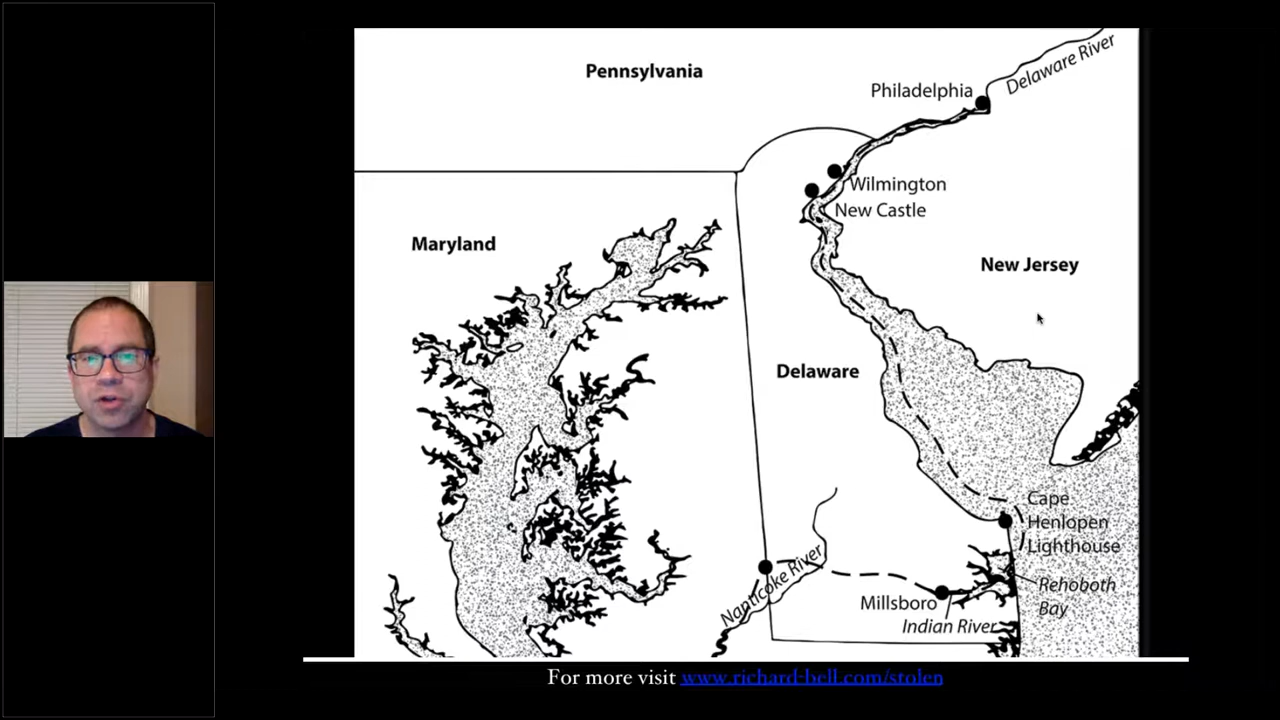 Pennsylvania
Delaware River
Philadelphia
Wilmington
New Castle
Maryland
New Jersey
Delaware
Cape
Henlopen
Lighthouse
Nanticoke River
Rehoboth
Bay
Millsboro
Indian River
For more visit www.richard-bell.com/stolen